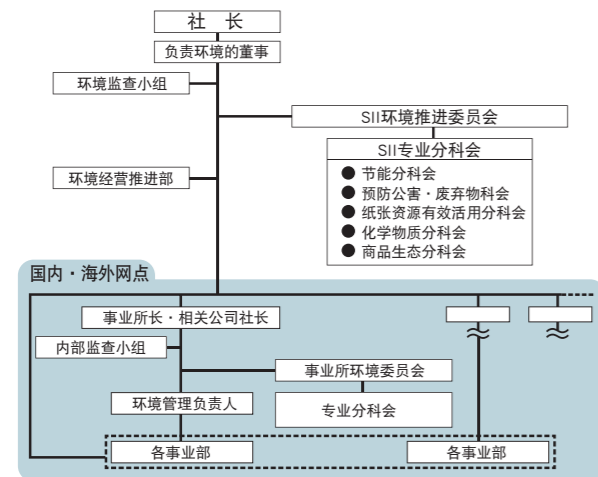 社 长
负责环境的董事
环境监查小组
SII环境推进委员会
SII专业分科会
● 节能分科会
● 预防公害・废弃物科会
● 纸张资源有效活用分科会
● 化学物质分科会
● 商品生态分科会
环境经营推进部
国内・海外网点
事业所长・相关公司社长
内部监查小组
事业所环境委员会
环境管理负责人
专业分科会
各事业部
各事业部